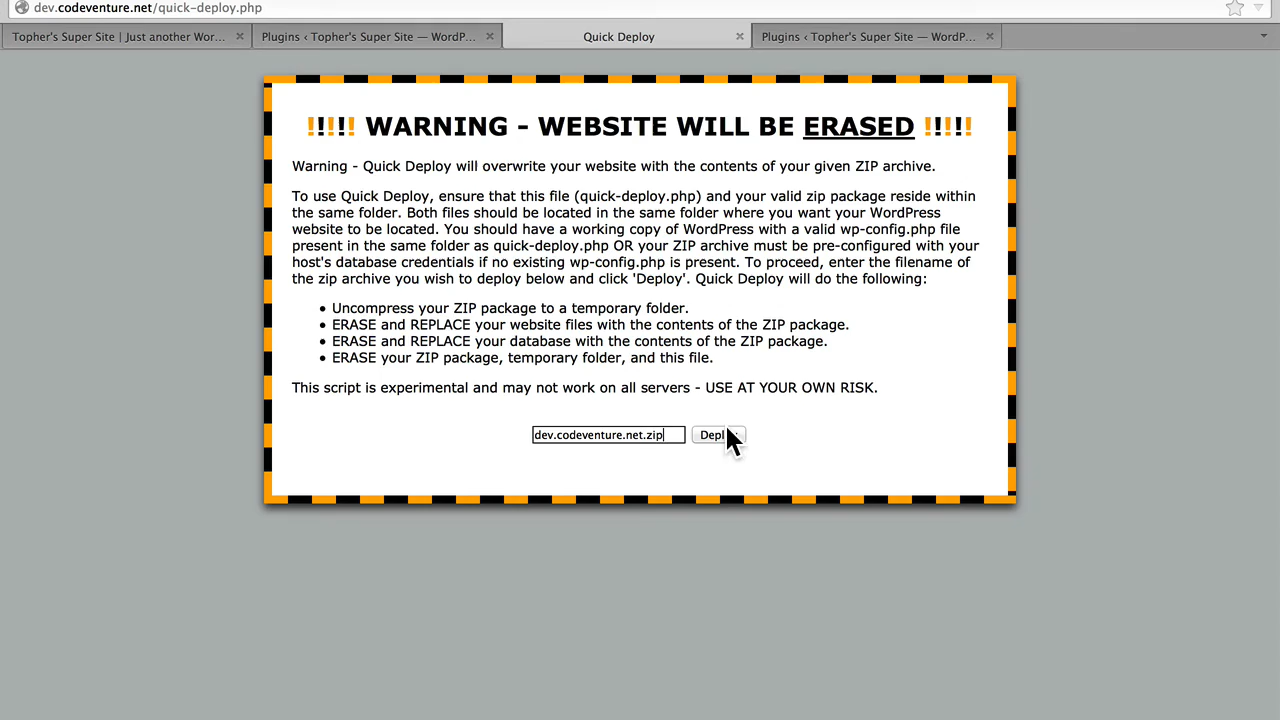 dev.codeventure.net/quick-deploy.php
Topher's Super Site | Just another Wor...
Plugins ‹ Topher's Super Site — WordP...
Quick Deploy
Plugins ‹ Topher's Super Site — WordP...
!!!!! WARNING - WEBSITE WILL BE ERASED !!!!!
Warning - Quick Deploy will overwrite your website with the contents of your given ZIP archive.
To use Quick Deploy, ensure that this file (quick-deploy.php) and your valid zip package reside within
the same folder. Both files should be located in the same folder where you want your WordPress
website to be located. You should have a working copy of WordPress with a valid wp-config.php file
present in the same folder as quick-deploy.php OR your ZIP archive must be pre-configured with your
host's database credentials if no existing wp-config.php is present. To proceed, enter the filename of
the zip archive you wish to deploy below and click 'Deploy'. Quick Deploy will do the following:
• Uncompress your ZIP package to a temporary folder.
• ERASE and REPLACE your website files with the contents of the ZIP package.
• ERASE and REPLACE your database with the contents of the ZIP package.
• ERASE your ZIP package, temporary folder, and this file.
This script is experimental and may not work on all servers - USE AT YOUR OWN RISK.
dev.codeventure.net.zip
Deploy